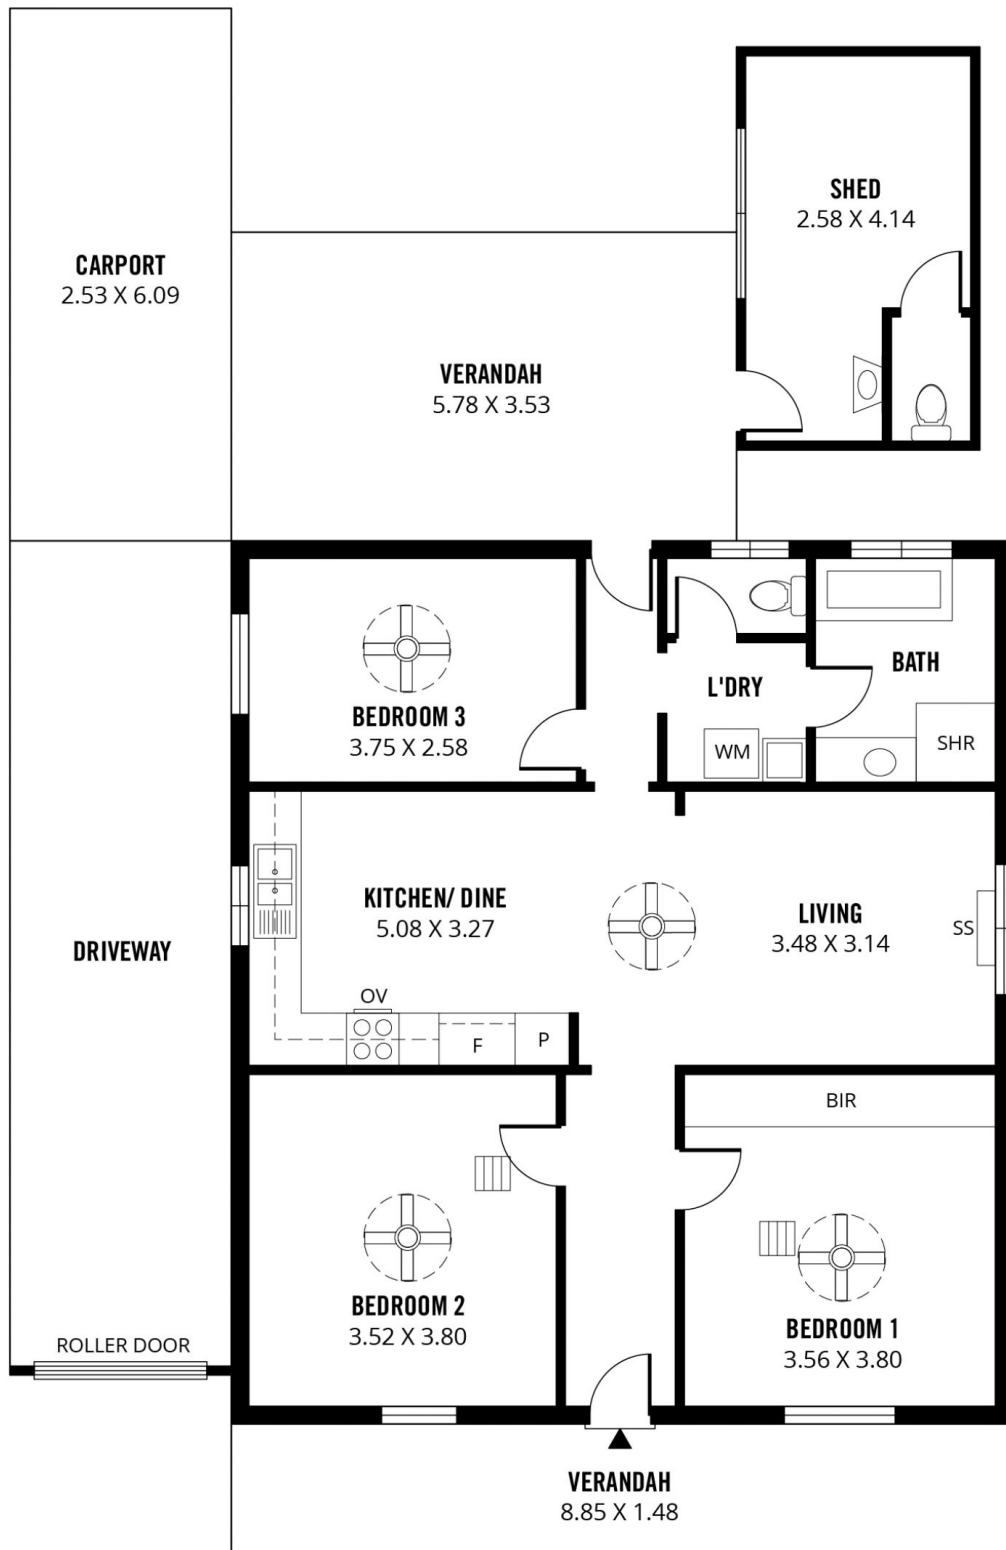 SHED
2.58 X 4.14
CARPORT
2.53 X 6.09
VERANDAH
5.78 X 3.53
BATH
L'DRY
BEDROOM 3
3.75 X 2.58
WM
SHR
KITCHEN/ DINE
5.08 X 3.27
LIVING
3.48 X 3.14
SS
DRIVEWAY
OV
F
P
BIR
BEDROOM 2
3.52 X 3.80
BEDROOM 1
3.56 X 3.80
ROLLER DOOR
VERANDAH
8.85 X 1.48